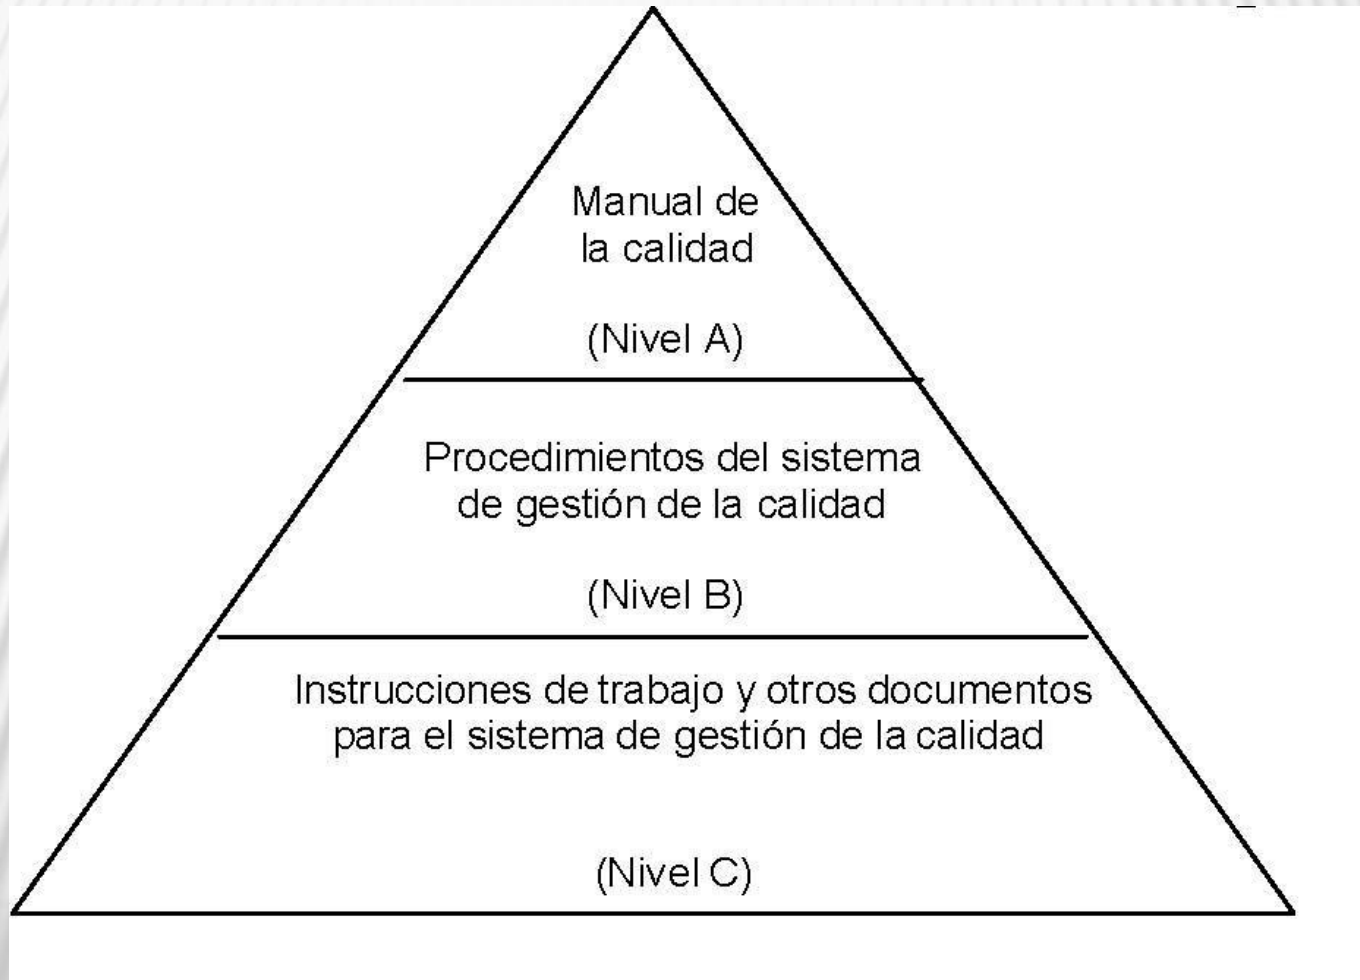 Manual de
la calidad
(Nivel A)
Procedimientos del sistema
de gestión de la calidad
(Nivel B)
Instrucciones de trabajo y otros documentos
para el sistema de gestión de la calidad
(Nivel C)